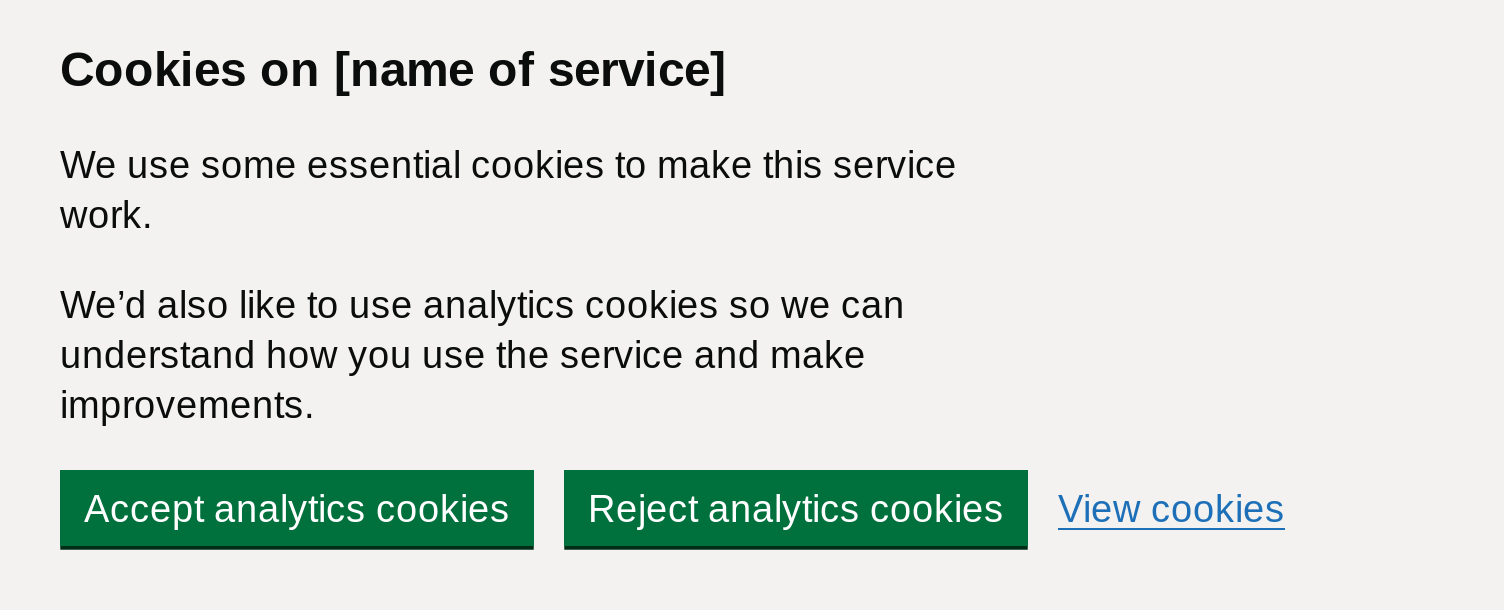 Cookies on [name of service]
We use some essential cookies to make this service
work.
We’d also like to use analytics cookies so we can
understand how you use the service and make
improvements.
Accept analytics cookies
Reject analytics cookies
View cookies